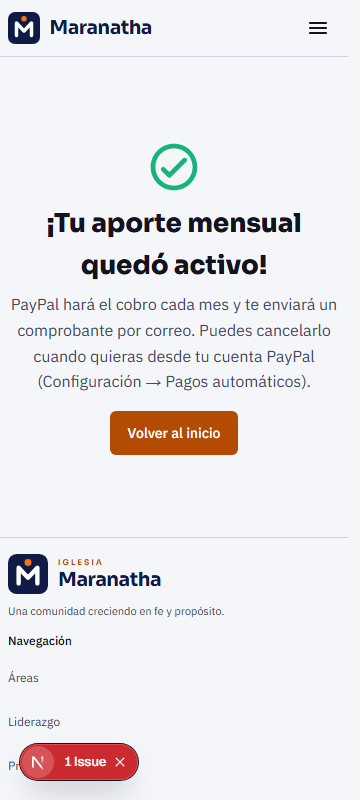 Maranatha
¡Tu aporte mensual
quedó activo!
PayPal hará el cobro cada mes y te enviará un
comprobante por correo. Puedes cancelarlo
cuando quieras desde tu cuenta PayPal
(Configuración → Pagos automáticos).
Volver al inicio
IGLESIA
Maranatha
Una comunidad creciendo en fe y propósito.
Navegación
Áreas
Liderazgo
1 Issue